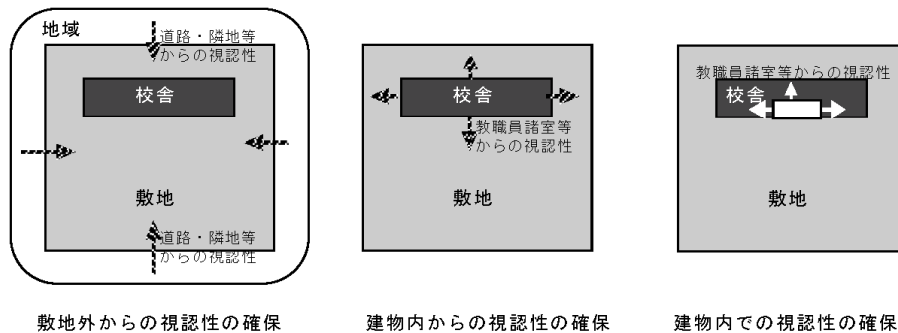 地域
道路・隣地等
からの視認性
校舎
敷地
道路・隣地等
からの視認性
敷地外からの視認性の確保
校舎
教職員諸室等
からの視認性
敷地
建物内からの視認性の確保
教職員諸室等からの視認性
校舎
敷地
建物内での視認性の確保